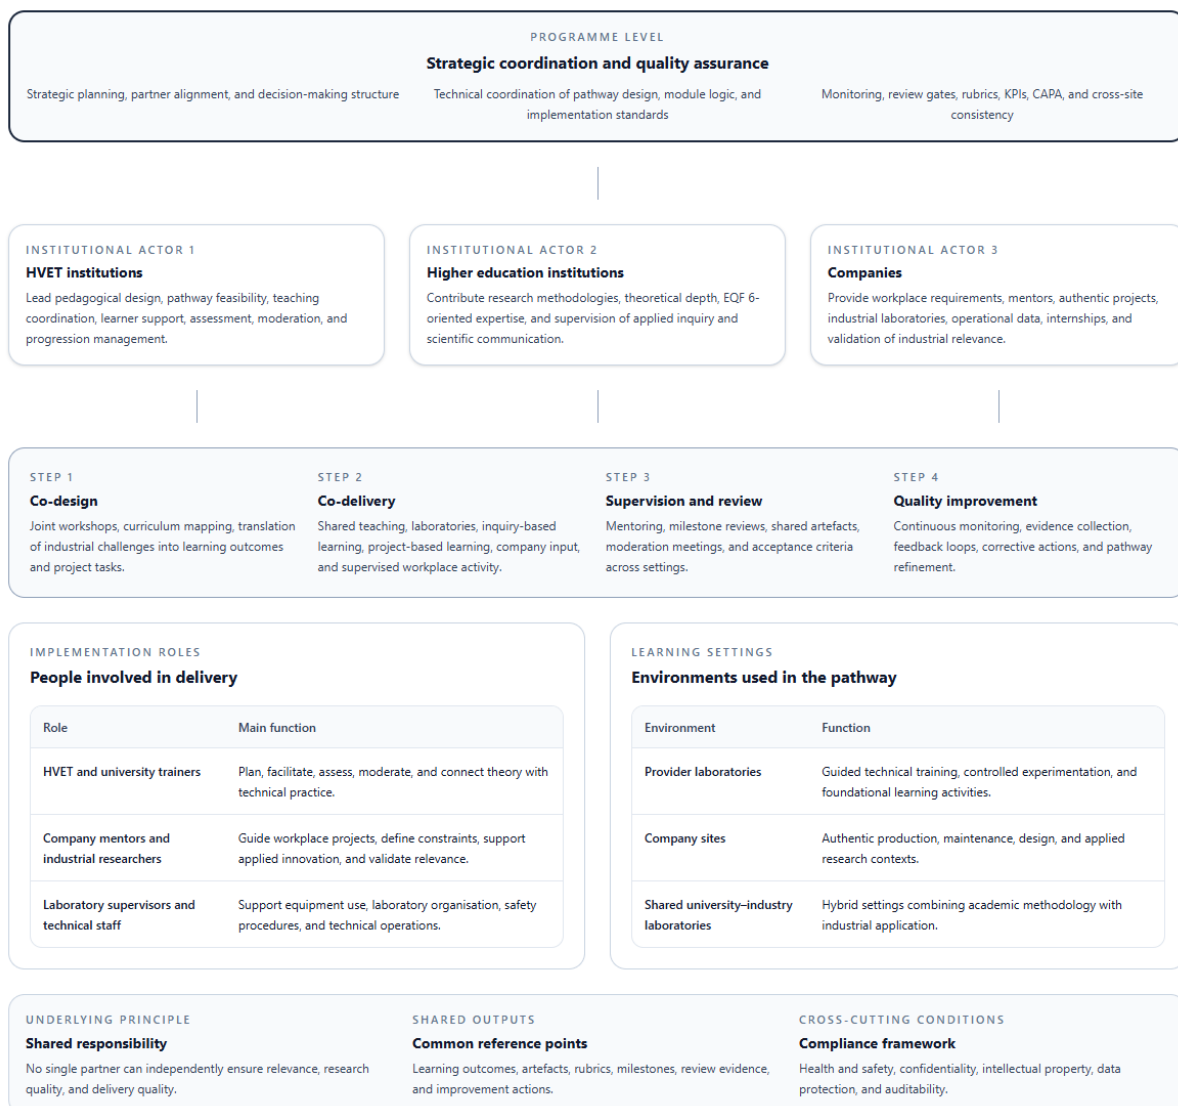 PROGRAMME LEVEL
Strategic coordination and quality assurance
Strategic planning, partner alignment, and decision-making structure
Technical coordination of pathway design, module logic, and
implementation standards
Monitoring, review gates, rubrics, KPIs, CAPA, and cross-site
consistency
INSTITUTIONAL ACTOR 1
HVET institutions
Lead pedagogical design, pathway feasibility, teaching
coordination, learner support, assessment, moderation, and
progression management.
INSTITUTIONAL ACTOR 2
Higher education institutions
Contribute research methodologies, theoretical depth, EQF 6-
oriented expertise, and supervision of applied inquiry and
scientific communication.
INSTITUTIONAL ACTOR 3
Companies
Provide workplace requirements, mentors, authentic projects,
industrial laboratories, operational data, internships, and
validation of industrial relevance.
STEP 1
Co-design
Joint workshops, curriculum mapping, translation
of industrial challenges into learning outcomes
and project tasks.
STEP 2
Co-delivery
Shared teaching, laboratories, inquiry-based
learning, project-based learning, company input,
and supervised workplace activity.
STEP 3
Supervision and review
Mentoring, milestone reviews, shared artefacts,
moderation meetings, and acceptance criteria
across settings.
STEP 4
Quality improvement
Continuous monitoring, evidence collection,
feedback loops, corrective actions, and pathway
refinement.
IMPLEMENTATION ROLES
People involved in delivery
Role
Main function
HVET and university trainers
Plan, facilitate, assess, moderate, and connect theory with
technical practice.
Company mentors and
industrial researchers
Guide workplace projects, define constraints, support
applied innovation, and validate relevance.
Laboratory supervisors and
technical staff
Support equipment use, laboratory organisation, safety
procedures, and technical operations.
LEARNING SETTINGS
Environments used in the pathway
Environment
Function
Provider laboratories
Guided technical training, controlled experimentation, and
foundational learning activities.
Company sites
Authentic production, maintenance, design, and applied
research contexts.
Shared university–industry
laboratories
Hybrid settings combining academic methodology with
industrial application.
UNDERLYING PRINCIPLE
Shared responsibility
No single partner can independently ensure relevance, research
quality, and delivery quality.
SHARED OUTPUTS
Common reference points
Learning outcomes, artefacts, rubrics, milestones, review evidence,
and improvement actions.
CROSS-CUTTING CONDITIONS
Compliance framework
Health and safety, confidentiality, intellectual property, data
protection, and auditability.